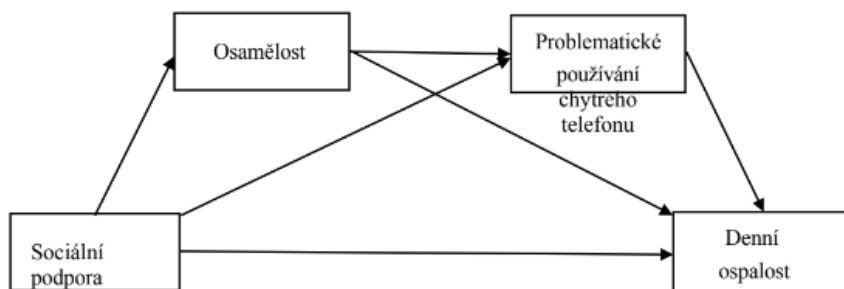 Osamělost
Problematické
používání
chytrého
telefonu
Sociální
podpora
Denní
ospalost